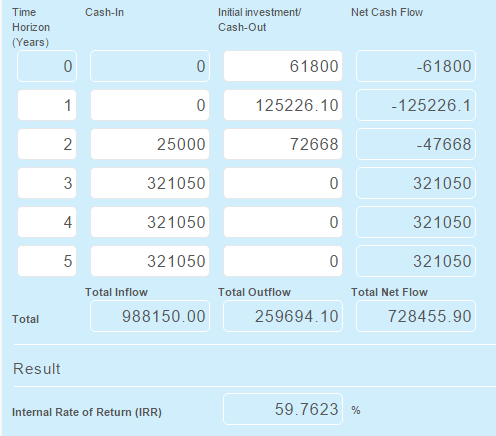 Time Cash-In Initial investment/ Net Cash Flow
Horizon Cash-Out
(Years)
0 0 61800 -61800
1 0 125226.10 -125226.1
2 25000 72668 -47668
3 321050 0 321050
4 321050 0 321050
5 321050 0 321050
Total Inflow Total Outflow Total Net Flow
Total 988150.00 259694.10 728455.90
Result
Internal Rate of Return (IRR) 59.7623 %